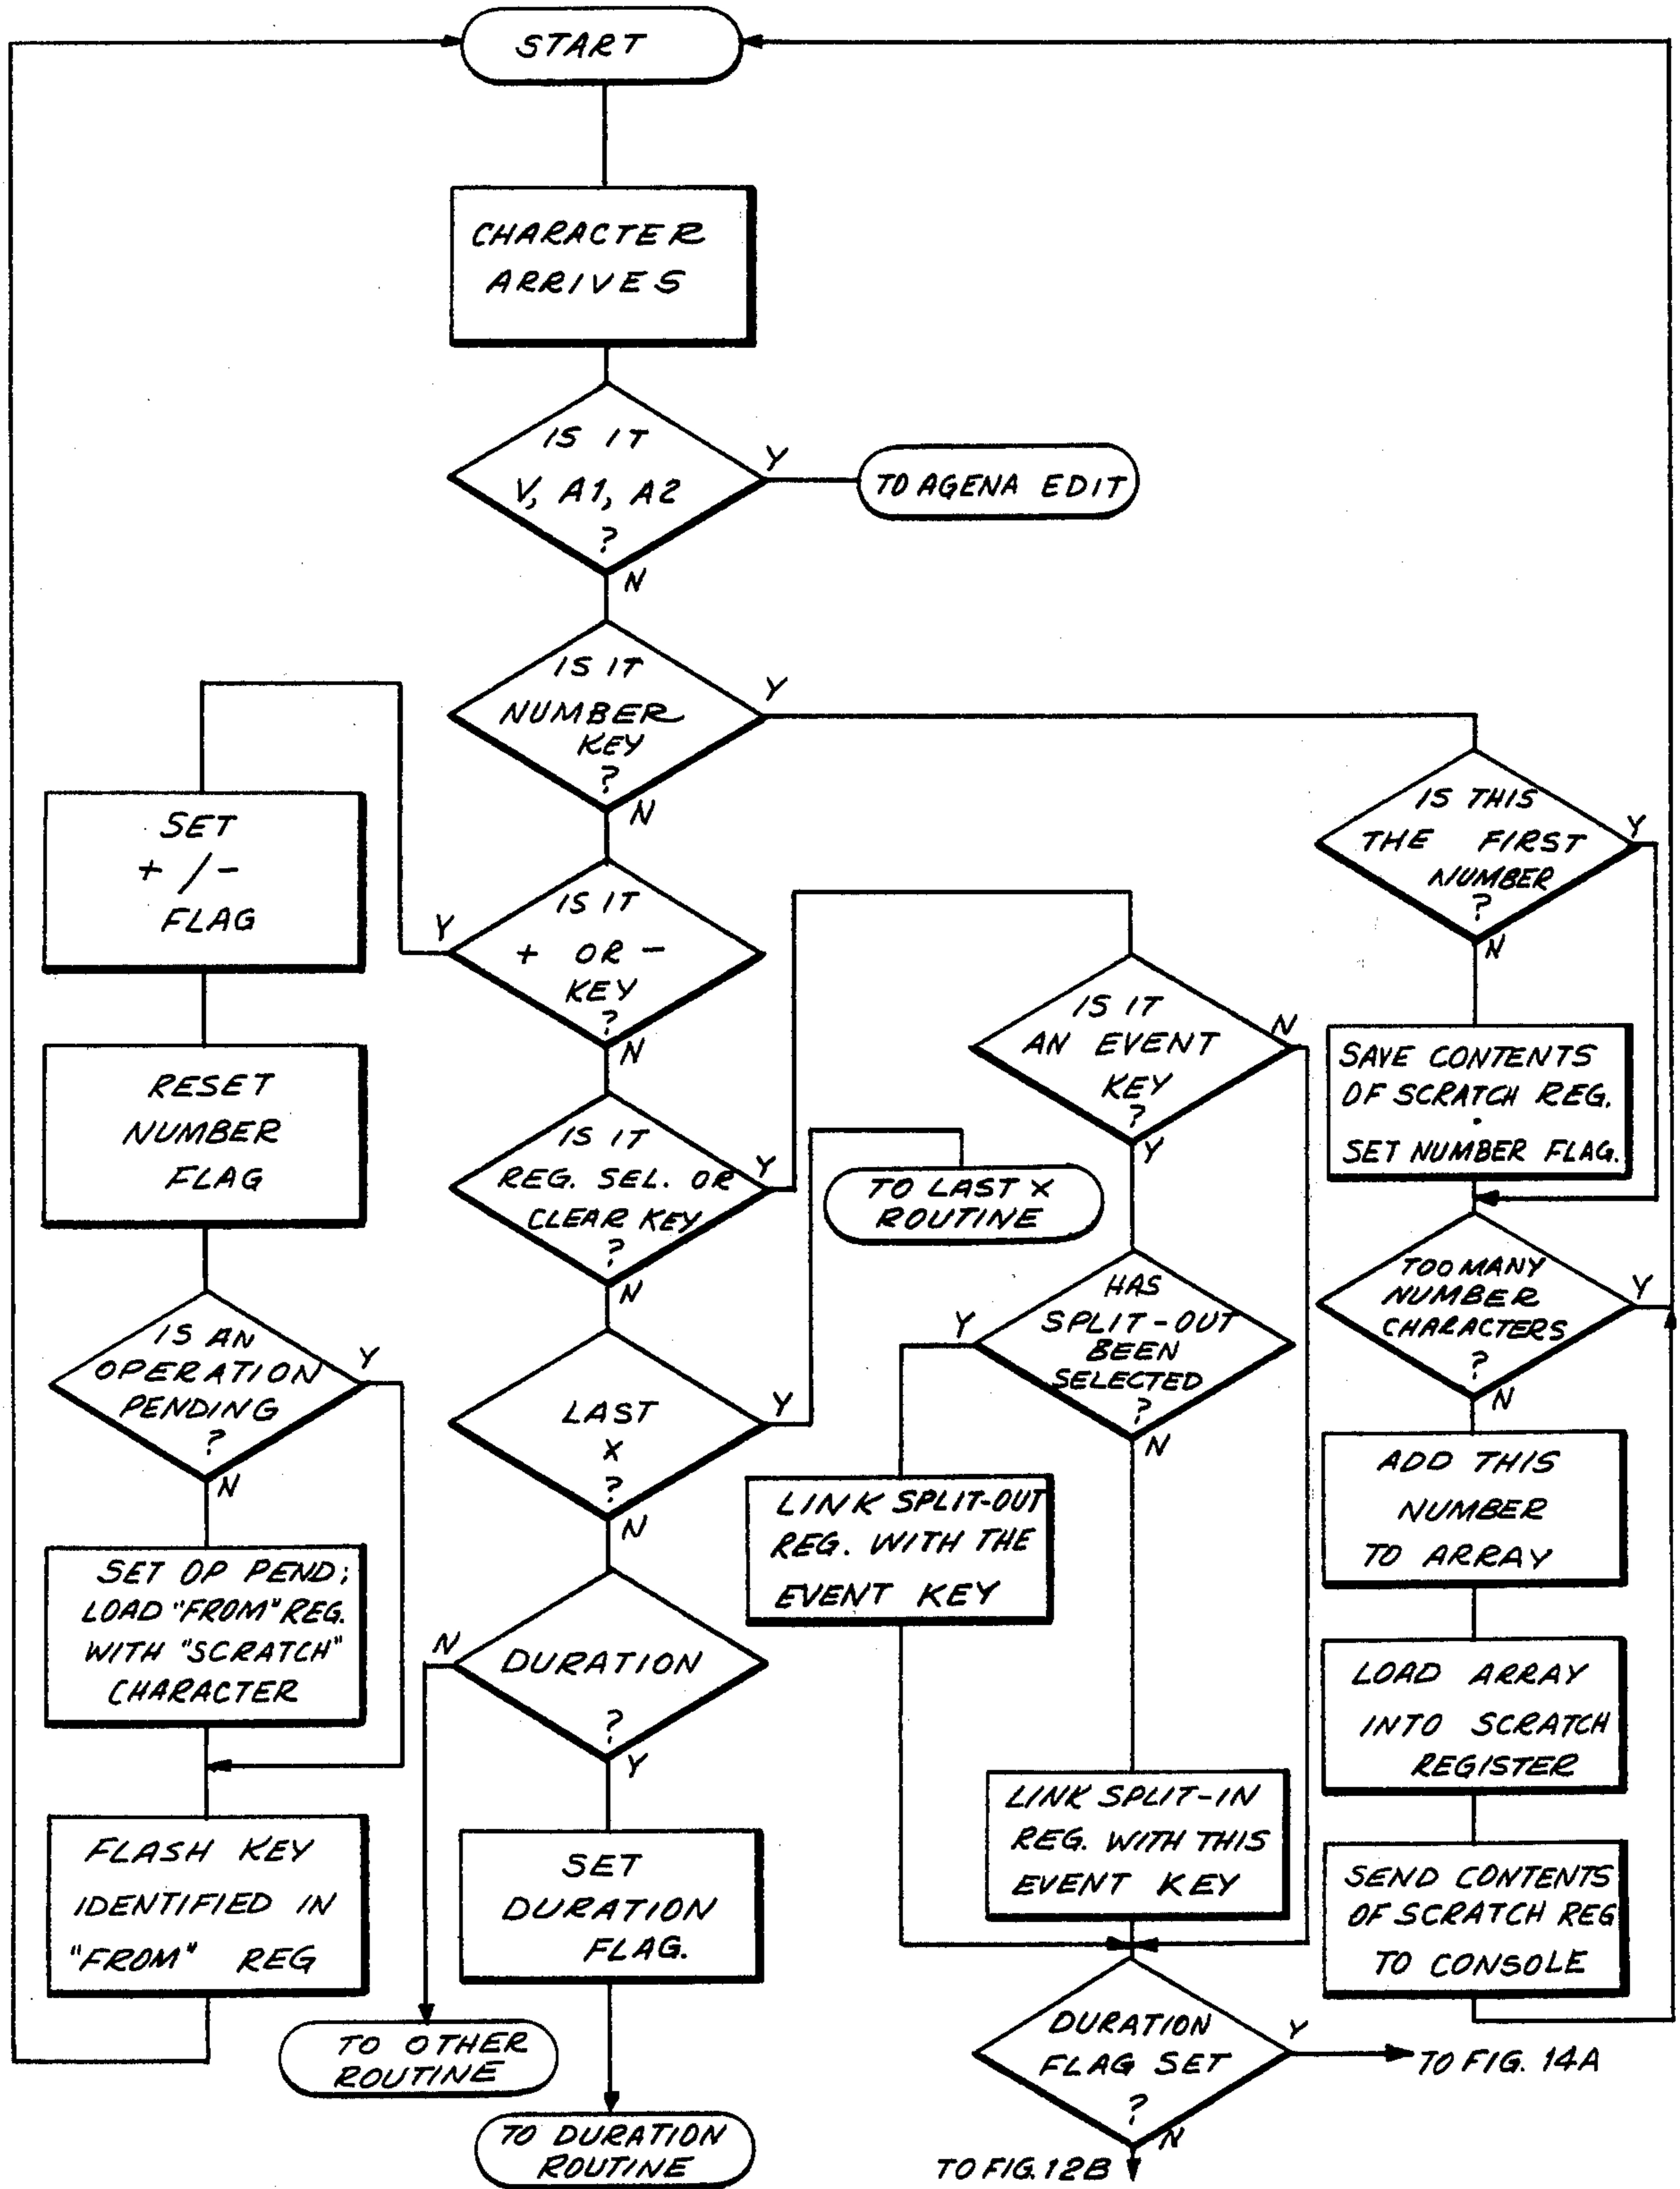 START
CHARACTER
ARRIVES
IS IT
V, A1, A2
?
Y
N
TO AGENA EDIT
IS IT
NUMBER
KEY
?
Y
N
IS IT
+ OR -
KEY
?
Y
N
SET
+ / -
FLAG
RESET
NUMBER
FLAG
IS AN
OPERATION
PENDING
?
Y
N
SET OP PEND;
LOAD "FROM" REG.
WITH "SCRATCH"
CHARACTER
FLASH KEY
IDENTIFIED IN
"FROM" REG
IS IT
REG. SEL. OR
CLEAR KEY
?
Y
N
LAST
X
?
Y
N
TO LAST X
ROUTINE
DURATION
?
N
Y
TO OTHER
ROUTINE
SET
DURATION
FLAG.
TO DURATION
ROUTINE
IS IT
AN EVENT
KEY
?
N
Y
HAS
SPLIT-OUT
BEEN
SELECTED
?
Y
N
LINK SPLIT-OUT
REG. WITH THE
EVENT KEY
LINK SPLIT-IN
REG. WITH THIS
EVENT KEY
DURATION
FLAG SET
?
Y
N
TO FIG. 14A
TO FIG. 12B
IS THIS
THE FIRST
NUMBER
?
Y
N
SAVE CONTENTS
OF SCRATCH REG.
.
SET NUMBER FLAG.
TOO MANY
NUMBER
CHARACTERS
?
Y
N
ADD THIS
NUMBER
TO ARRAY
LOAD ARRAY
INTO SCRATCH
REGISTER
SEND CONTENTS
OF SCRATCH REG
TO CONSOLE